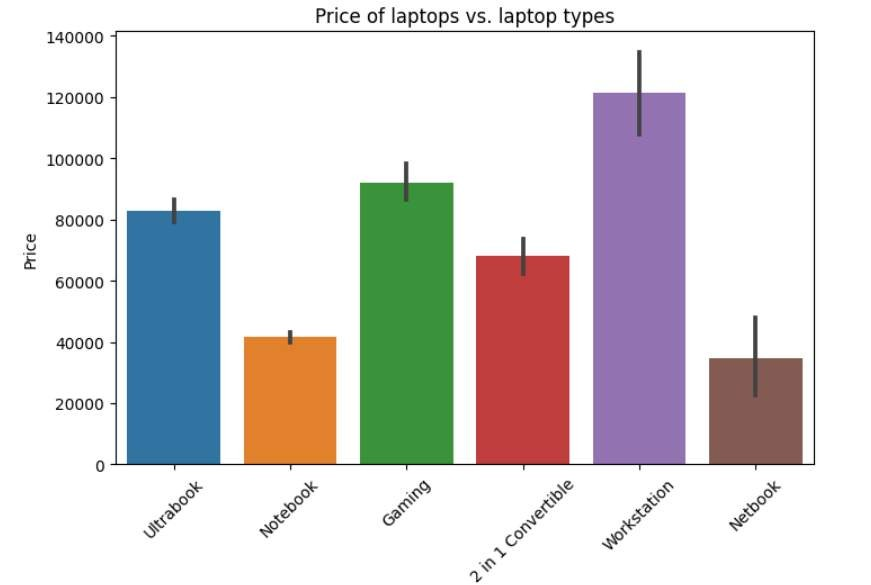 Price of laptops vs. laptop types
140000
120000
100000
80000
60000
40000
20000
0
Price
Ultrabook
Notebook
Gaming
2 in 1 Convertible
Workstation
Netbook